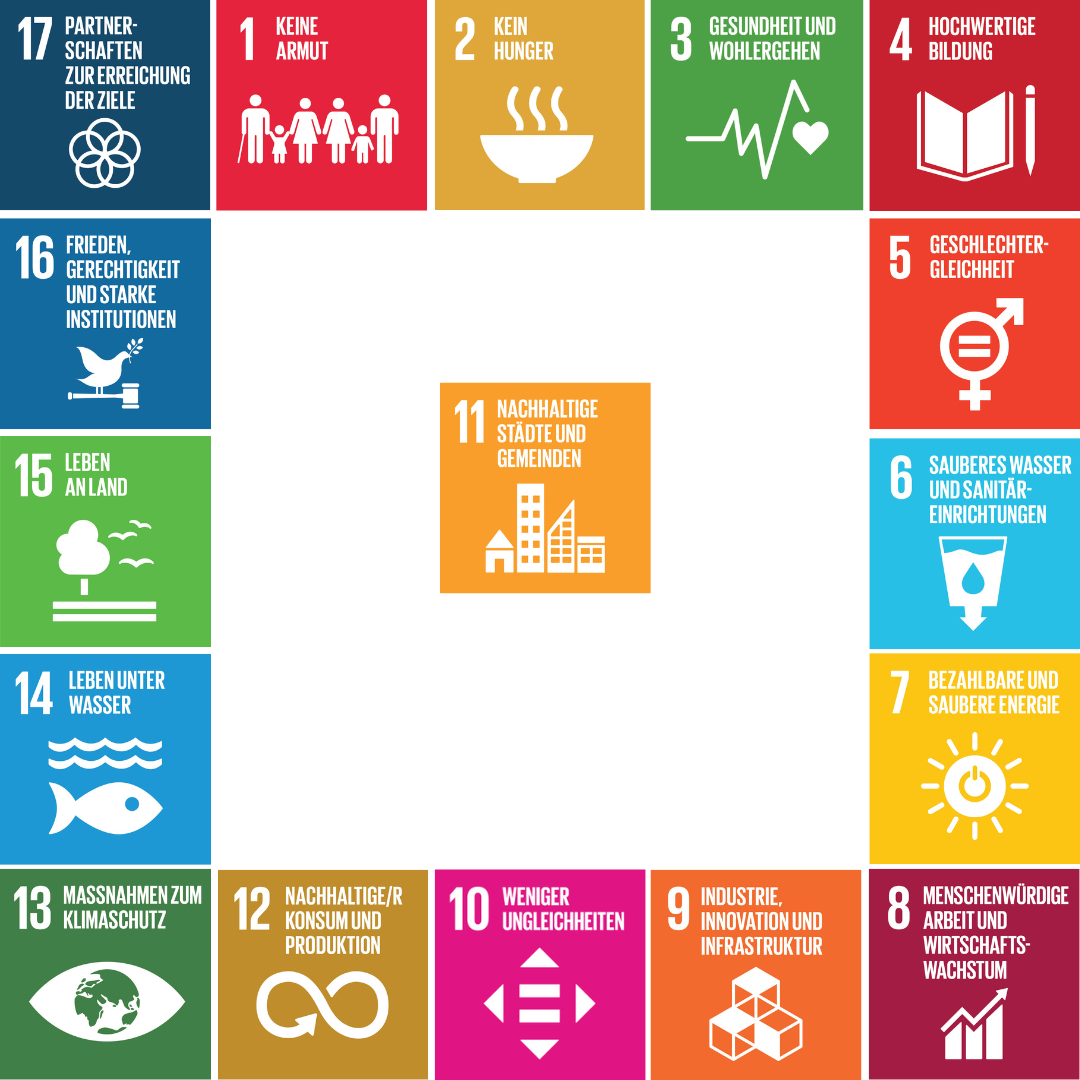 17 PARTNER-
SCHAFTEN
ZUR ERREICHUNG
DER ZIELE
1 KEINE
ARMUT
2 KEIN
HUNGER
3 GESUNDHEIT UND
WOHLERGEHEN
4 HOCHWERTIGE
BILDUNG
16 FRIEDEN,
GERECHTIGKEIT
UND STARKE
INSTITUTIONEN
5 GESCHLECHTER-
GLEICHHEIT
11 NACHHALTIGE
STÄDTE UND
GEMEINDEN
15 LEBEN
AN LAND
6 SAUBERES WASSER
UND SANITÄR-
EINRICHTUNGEN
14 LEBEN UNTER
WASSER
7 BEZAHLBARE UND
SAUBERE ENERGIE
13 MASSNAHMEN ZUM
KLIMASCHUTZ
12 NACHHALTIGE/R
KONSUM UND
PRODUKTION
10 WENIGER
UNGLEICHHEITEN
9 INDUSTRIE,
INNOVATION UND
INFRASTRUKTUR
8 MENSCHENWÜRDIGE
ARBEIT UND
WIRTSCHAFTS-
WACHSTUM